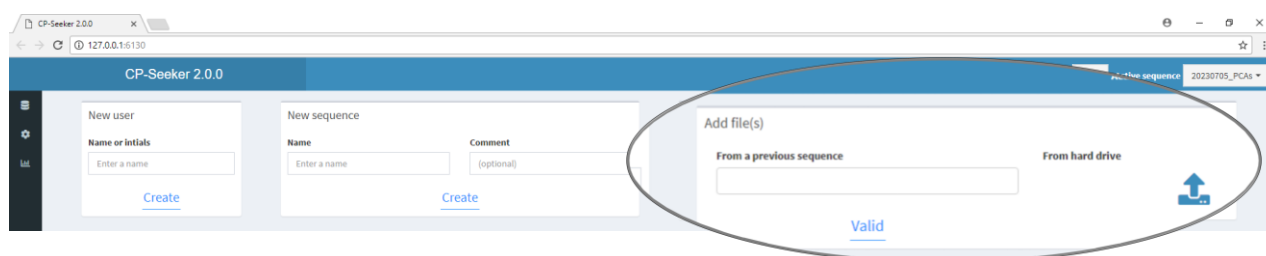 CP-Seeker 2.0.0
127.0.0.1:6130
CP-Seeker 2.0.0
sequence 20230705_PCAs
New user
Name or intials
Enter a name
Create
New sequence
Name
Comment
Enter a name
(optional)
Create
Add file(s)
From a previous sequence
From hard drive
Valid